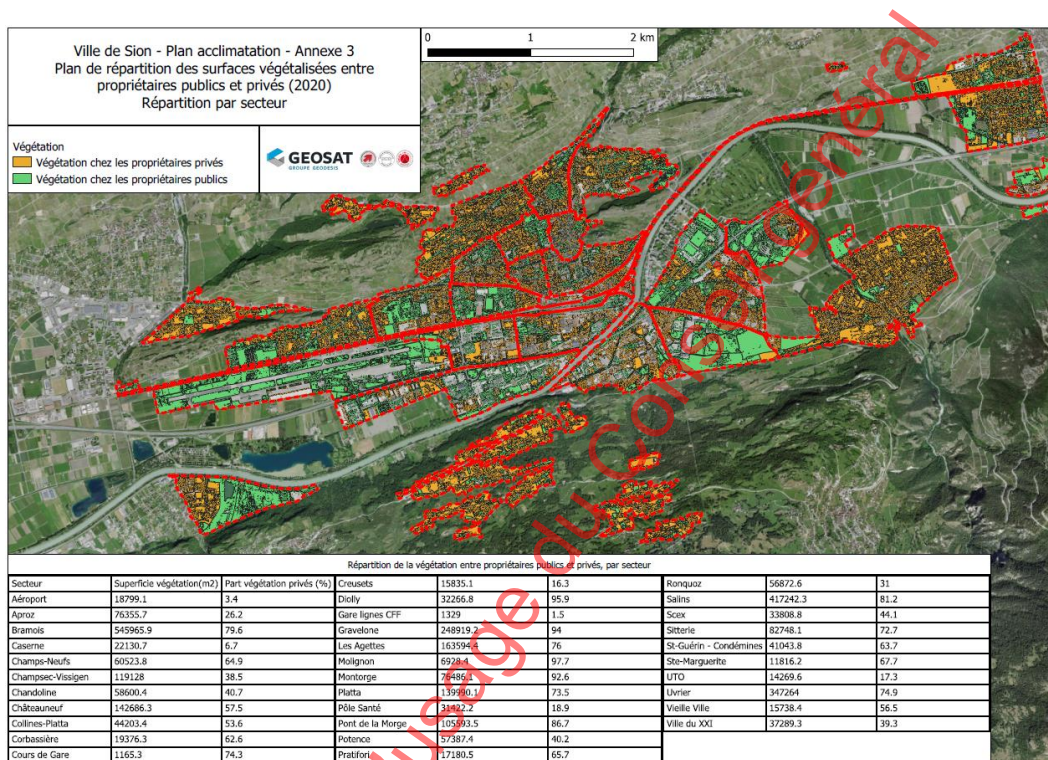 Ville de Sion - Plan acclimatation - Annexe 3
Plan de répartition des surfaces végétalisées entre
propriétaires publics et privés (2020)
Répartition par secteur
0 1 2 km
Végétation
Végétation chez les propriétaires privés
Végétation chez les propriétaires publics
GEOSAT
GROUPE GEODESIS
à l'usage du Conseil général
Répartition de la végétation entre propriétaires publics et privés, par secteur
Secteur Superficie végétation(m2) Part végétation privés (%) Creusets 15835.1 16.3 Ronquoz 56872.6 31
Aéroport 18799.1 3.4 Diolly 32266.8 95.9 Salins 417242.3 81.2
Aproz 76355.7 26.2 Gare lignes CFF 1329 1.5 Scex 33808.8 44.1
Bramois 545965.9 79.6 Gravelone 248919.2 94 Sitterie 82748.1 72.7
Caserne 22130.7 6.7 Les Agettes 163594.4 76 St-Guérin - Condémines 41043.8 63.7
Champs-Neufs 60523.8 64.9 Molignon 6928.4 97.7 Ste-Marguerite 11816.2 67.7
Champsec-Vissigen 119128 38.5 Montorge 76486.1 92.6 UTO 14269.6 17.3
Chandoline 58600.4 40.7 Platta 139990.1 73.5 Uvrier 347264 74.9
Châteauneuf 142686.3 57.5 Pôle Santé 31422.2 18.9 Vieille Ville 15738.4 56.5
Collines-Platta 44203.4 53.6 Pont de la Morge 105593.5 86.7 Ville du XXI 37289.3 39.3
Corbassière 19376.3 62.6 Potence 57387.4 40.2
Cours de Gare 1165.3 74.3 Pratifori 17180.5 65.7